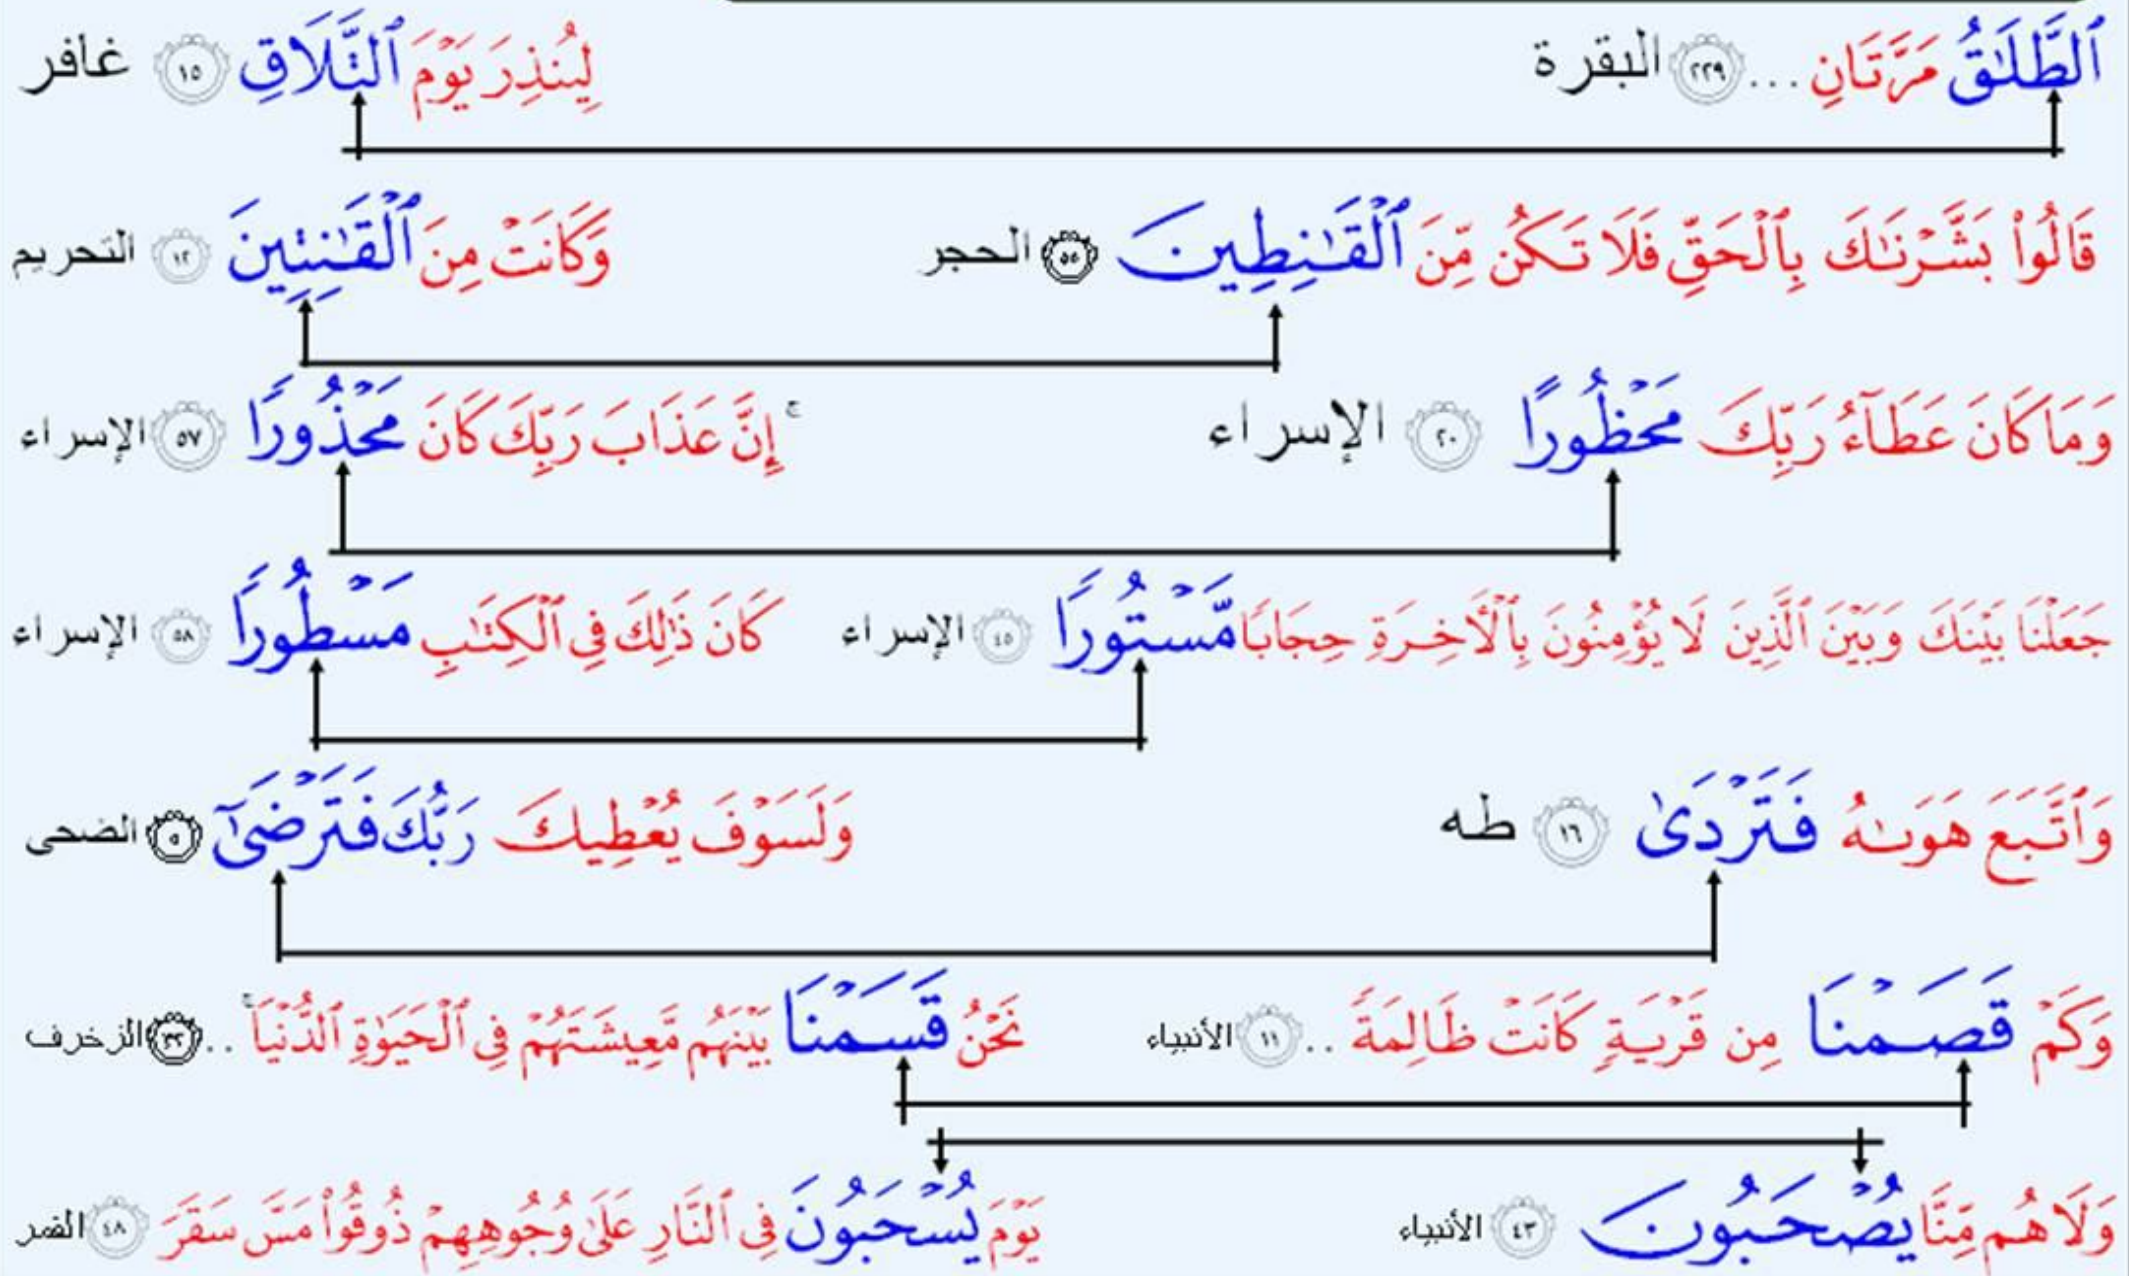 ٱلطَّلَٰقُ مَرَّتَانِ ... ٢٢٩ البقرة لِيُنذِرَ يَوْمَ ٱلتَّلَاقِ ١٥ غافر
قَالُوا۟ بَشَّرْنَٰكَ بِٱلْحَقِّ فَلَا تَكُن مِّنَ ٱلْقَٰنِطِينَ ٥٥ الحجر وَكَانَتْ مِنَ ٱلْقَٰنِتِينَ ١٢ التحريم
وَمَا كَانَ عَطَآءُ رَبِّكَ مَحْظُورًا ٢٠ الإسراء ۚ إِنَّ عَذَابَ رَبِّكَ كَانَ مَحْذُورًا ٥٧ الإسراء
جَعَلْنَا بَيْنَكَ وَبَيْنَ ٱلَّذِينَ لَا يُؤْمِنُونَ بِٱلْأَخِرَةِ حِجَابًا مَّسْتُورًا ٤٥ الإسراء كَانَ ذَٰلِكَ فِى ٱلْكِتَٰبِ مَسْطُورًا ٥٨ الإسراء
وَٱتَّبَعَ هَوَىٰهُ فَتَرْدَىٰ ١٦ طه وَلَسَوْفَ يُعْطِيكَ رَبُّكَ فَتَرْضَىٰٓ ٥ الضحى
وَكَمْ قَصَمْنَا مِن قَرْيَةٍ كَانَتْ ظَالِمَةً .. ١١ الأنبياء نَحْنُ قَسَمْنَا بَيْنَهُم مَّعِيشَتَهُمْ فِى ٱلْحَيَوٰةِ ٱلدُّنْيَا ۚ .. ٣٢ الزخرف
وَلَا هُم مِّنَّا يُصْحَبُونَ ٤٣ الأنبياء يَوْمَ يُسْحَبُونَ فِى ٱلنَّارِ عَلَىٰ وُجُوهِهِمْ ذُوقُوا۟ مَسَّ سَقَرَ ٤٨ القمر